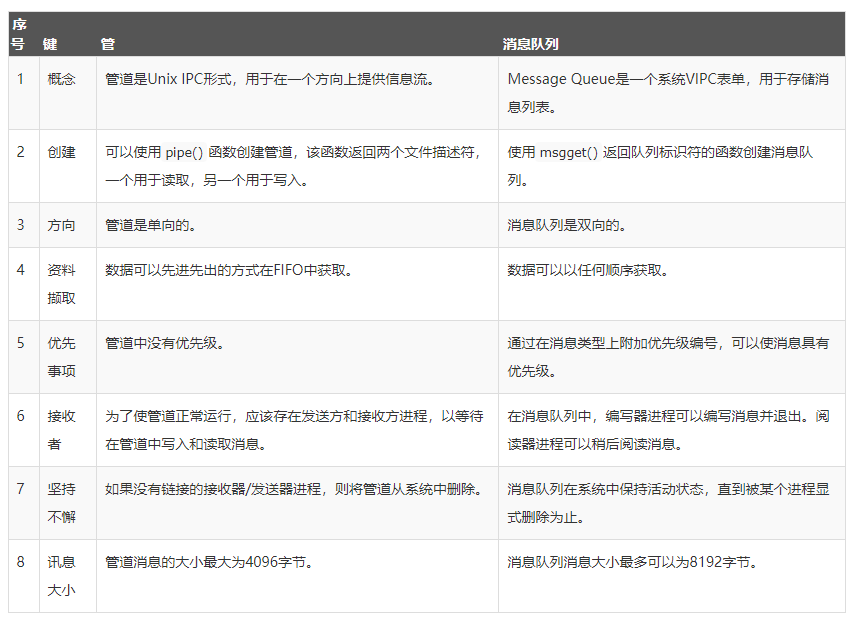 序号 键 管 消息队列
1 概念 管道是Unix IPC形式，用于在一个方向上提供信息流。 Message Queue是一个系统VIPC表单，用于存储消
息列表。
2 创建 可以使用 pipe() 函数创建管道，该函数返回两个文件描述符， 使用 msgget() 返回队列标识符的函数创建消息队
一个用于读取，另一个用于写入。 列。
3 方向 管道是单向的。 消息队列是双向的。
4 资料 数据可以先进先出的方式在FIFO中获取。 数据可以以任何顺序获取。
撷取
5 优先 管道中没有优先级。 通过在消息类型上附加优先级编号，可以使消息具有
事项 优先级。
6 接收 为了使管道正常运行，应该存在发送方和接收方进程，以等待 在消息队列中，编写器进程可以编写消息并退出。阅
者 在管道中写入和读取消息。 读器进程可以稍后阅读消息。
7 坚持 如果没有链接的接收器/发送器进程，则将管道从系统中删除。 消息队列在系统中保持活动状态，直到被某个进程显
不懈 式删除为止。
8 讯息 管道消息的大小最大为4096字节。 消息队列消息大小最多可以为8192字节。
大小